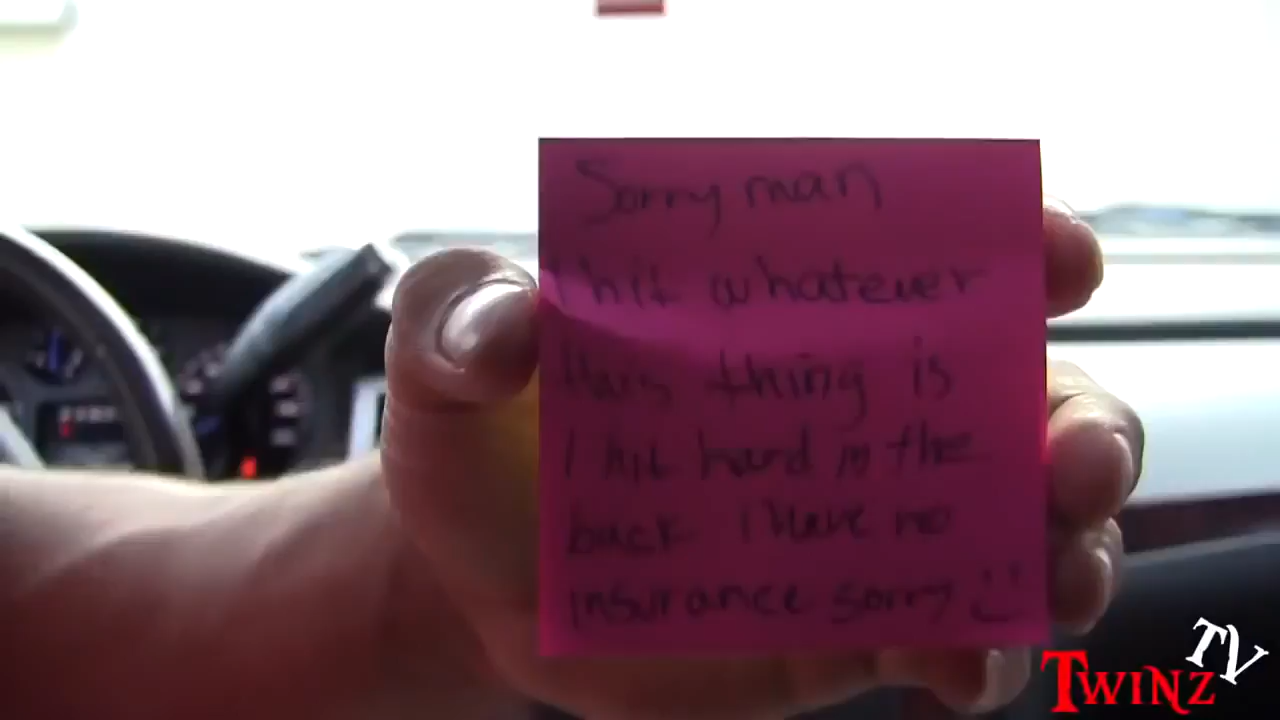 Sorry man
I hit whatever
this thing is
I hit hard in the
back I have no
insurance sorry :)
TWINZ TV